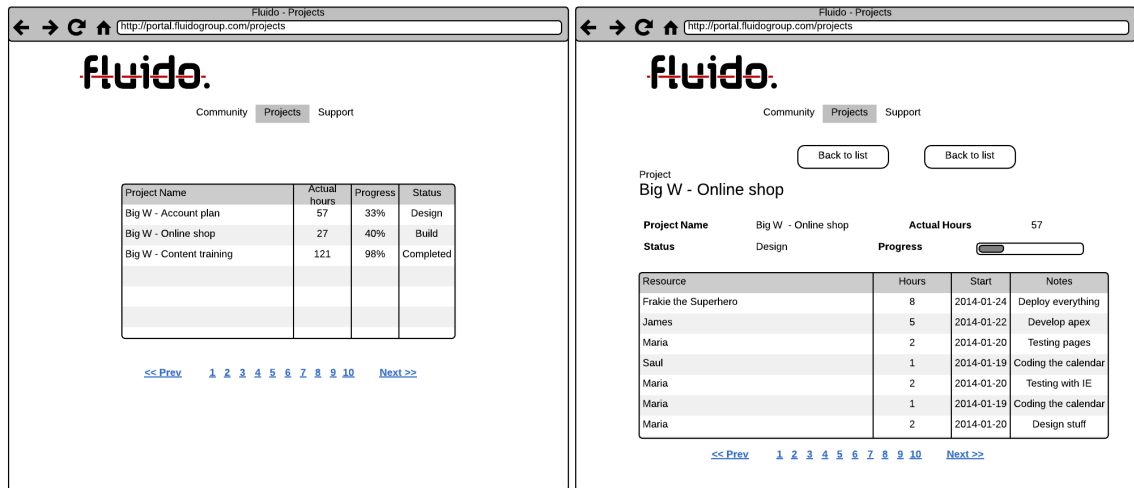 Fluido - Projects
http://portal.fluidogroup.com/projects
fluido.
Community Projects Support
Project Name Actual hours Progress Status
Big W - Account plan 57 33% Design
Big W - Online shop 27 40% Build
Big W - Content training 121 98% Completed
<< Prev 1 2 3 4 5 6 7 8 9 10 Next >>
Fluido - Projects
http://portal.fluidogroup.com/projects
fluido.
Community Projects Support
Back to list Back to list
Project
Big W - Online shop
Project Name Big W - Online shop Actual Hours 57
Status Design Progress
Resource Hours Start Notes
Frakie the Superhero 8 2014-01-24 Deploy everything
James 5 2014-01-22 Develop apex
Maria 2 2014-01-20 Testing pages
Saul 1 2014-01-19 Coding the calendar
Maria 2 2014-01-20 Testing with IE
Maria 1 2014-01-19 Coding the calendar
Maria 2 2014-01-20 Design stuff
<< Prev 1 2 3 4 5 6 7 8 9 10 Next >>